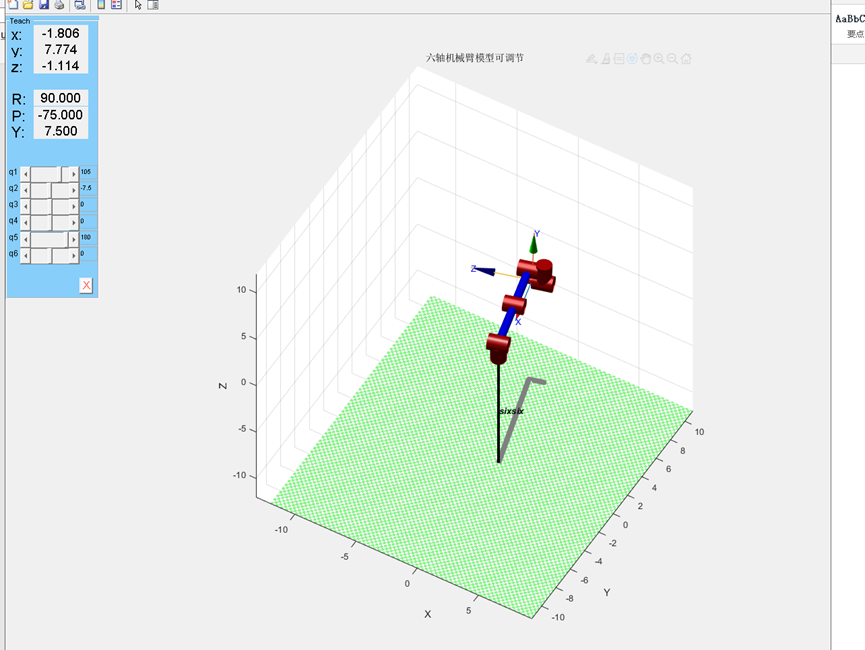 AaBbC
要点
Teach
x: -1.806
y: 7.774
z: -1.114
R: 90.000
P: -75.000
Y: 7.500
q1 105
q2 -7.5
q3 0
q4 0
q5 180
q6 0
X
六轴机械臂模型可调节
Y
Z
X
sixsix
10
5
0
-5
-10
Z
-10
-5
0
5
X
10
8
6
4
2
0
-2
-4
-6
-8
-10
Y